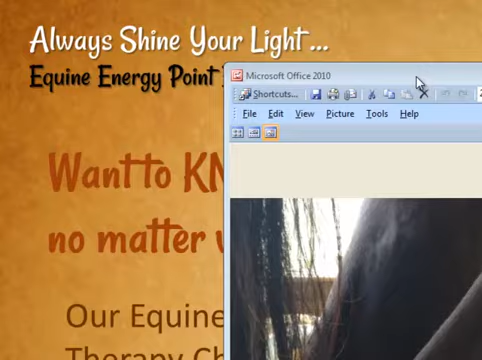 Always Shine Your Light...
Equine Energy Point
Microsoft Office 2010
Shortcuts...
File Edit View Picture Tools Help
Want to
no matter
Our Equine
Therapy